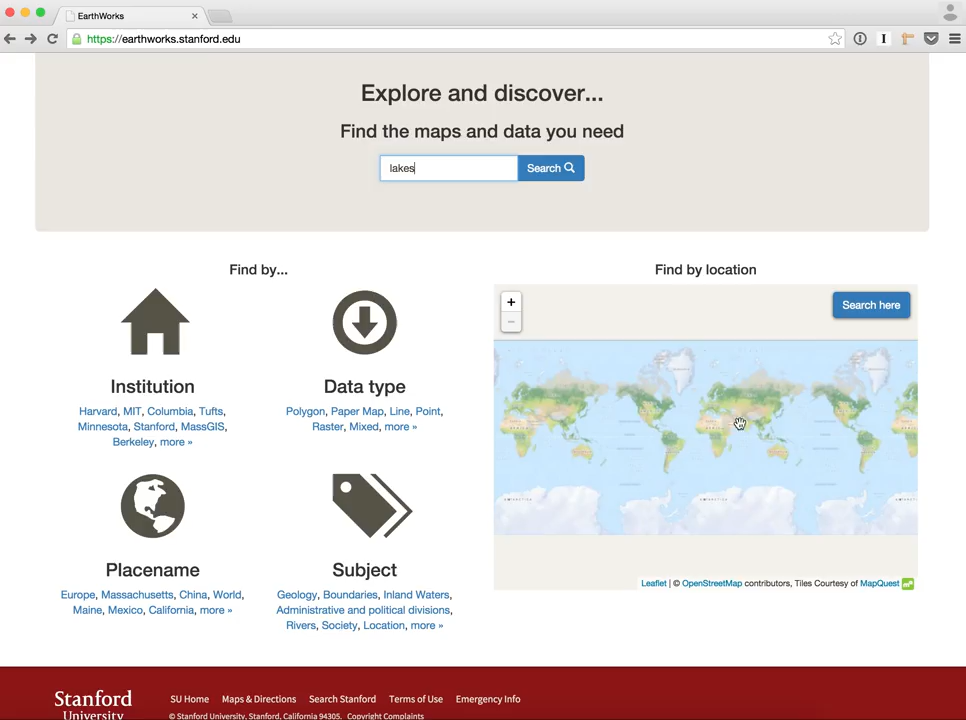 EarthWorks
https://earthworks.stanford.edu
Explore and discover...
Find the maps and data you need
lakes
Search
Find by...
Institution
Harvard, MIT, Columbia, Tufts,
Minnesota, Stanford, MassGIS,
Berkeley, more »
Data type
Polygon, Paper Map, Line, Point,
Raster, Mixed, more »
Placename
Europe, Massachusetts, China, World,
Maine, Mexico, California, more »
Subject
Geology, Boundaries, Inland Waters,
Administrative and political divisions,
Rivers, Society, Location, more »
Find by location
+
−
Search here
Leaflet | © OpenStreetMap contributors, Tiles Courtesy of MapQuest
Stanford
University
SU Home Maps & Directions Search Stanford Terms of Use Emergency Info
© Stanford University, Stanford, California 94305. Copyright Complaints